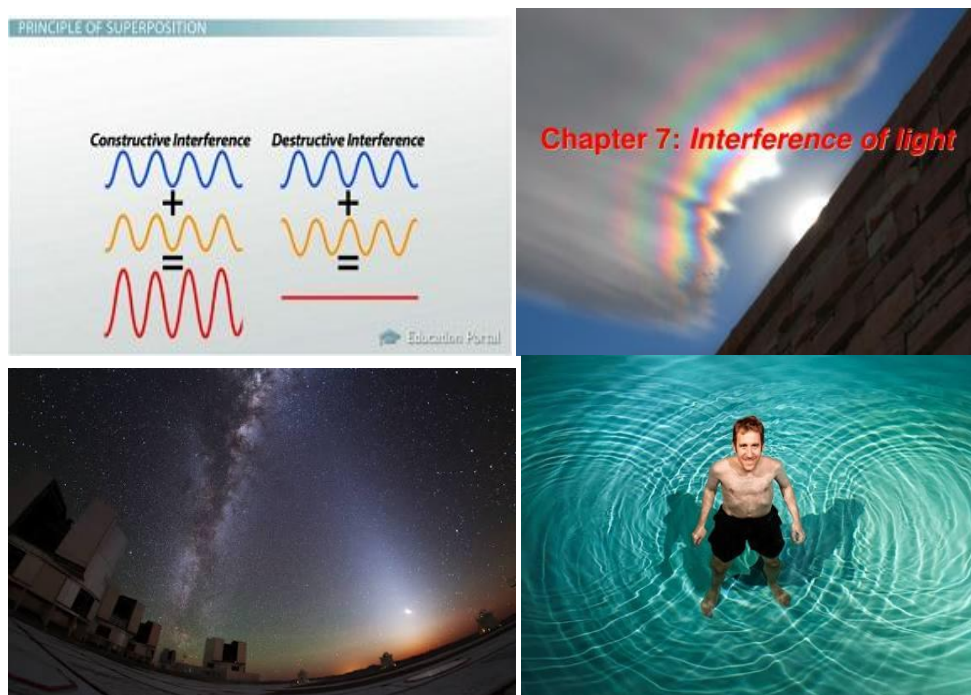 PRINCIPLE OF SUPERPOSITION
Constructive Interference
Destructive Interference
+
+
=
=
Education Portal
Chapter 7: Interference of light